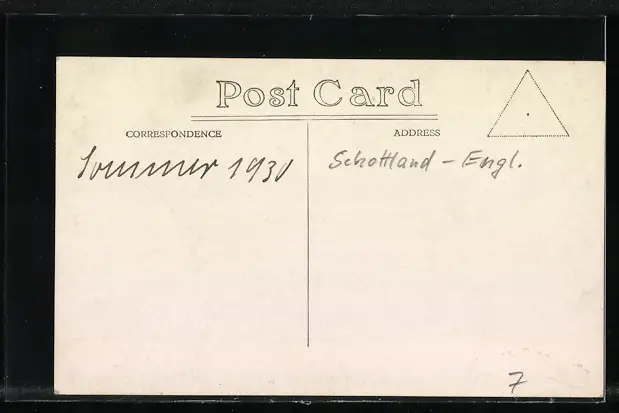 Post Card
CORRESPONDENCE
ADDRESS
Sommer 1930
Schottland - Engl.
7